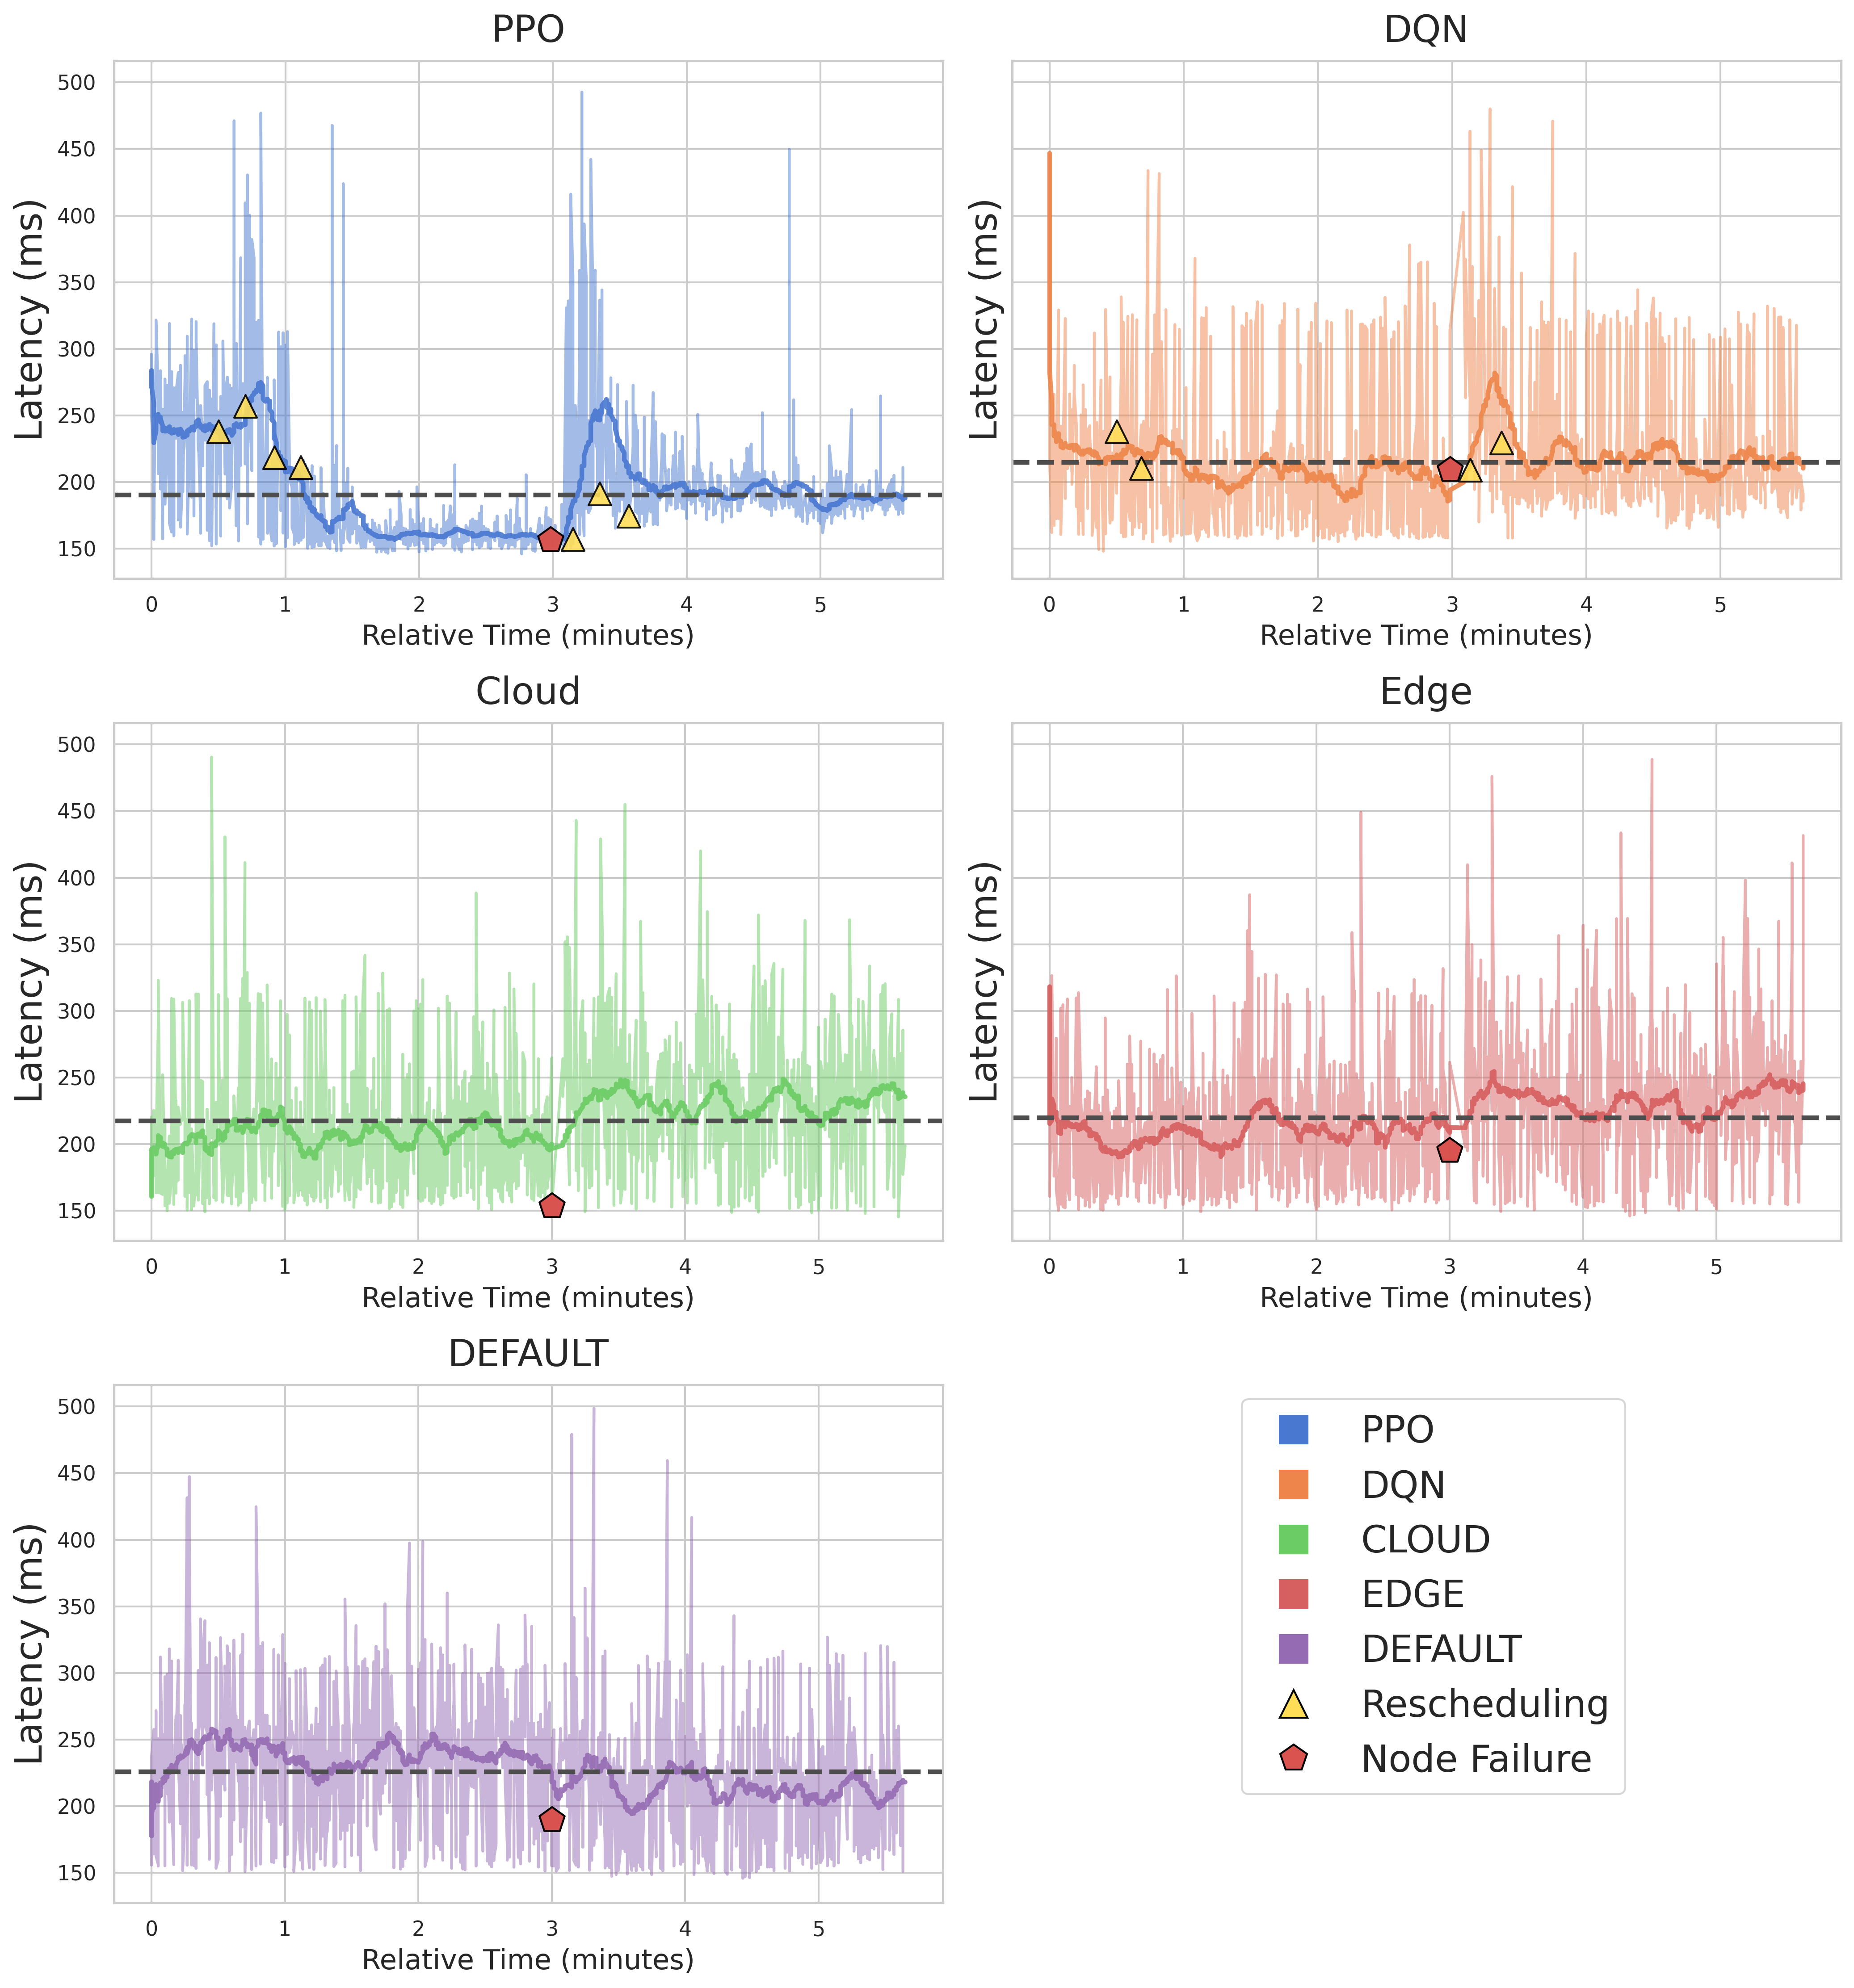 PPO
500
450
400
350
300
250
200
150
Latency (ms)
0 1 2 3 4 5
Relative Time (minutes)
DQN
Latency (ms)
0 1 2 3 4 5
Relative Time (minutes)
Cloud
500
450
400
350
300
250
200
150
Latency (ms)
0 1 2 3 4 5
Relative Time (minutes)
Edge
Latency (ms)
0 1 2 3 4 5
Relative Time (minutes)
DEFAULT
500
450
400
350
300
250
200
150
Latency (ms)
0 1 2 3 4 5
Relative Time (minutes)
PPO
DQN
CLOUD
EDGE
DEFAULT
Rescheduling
Node Failure